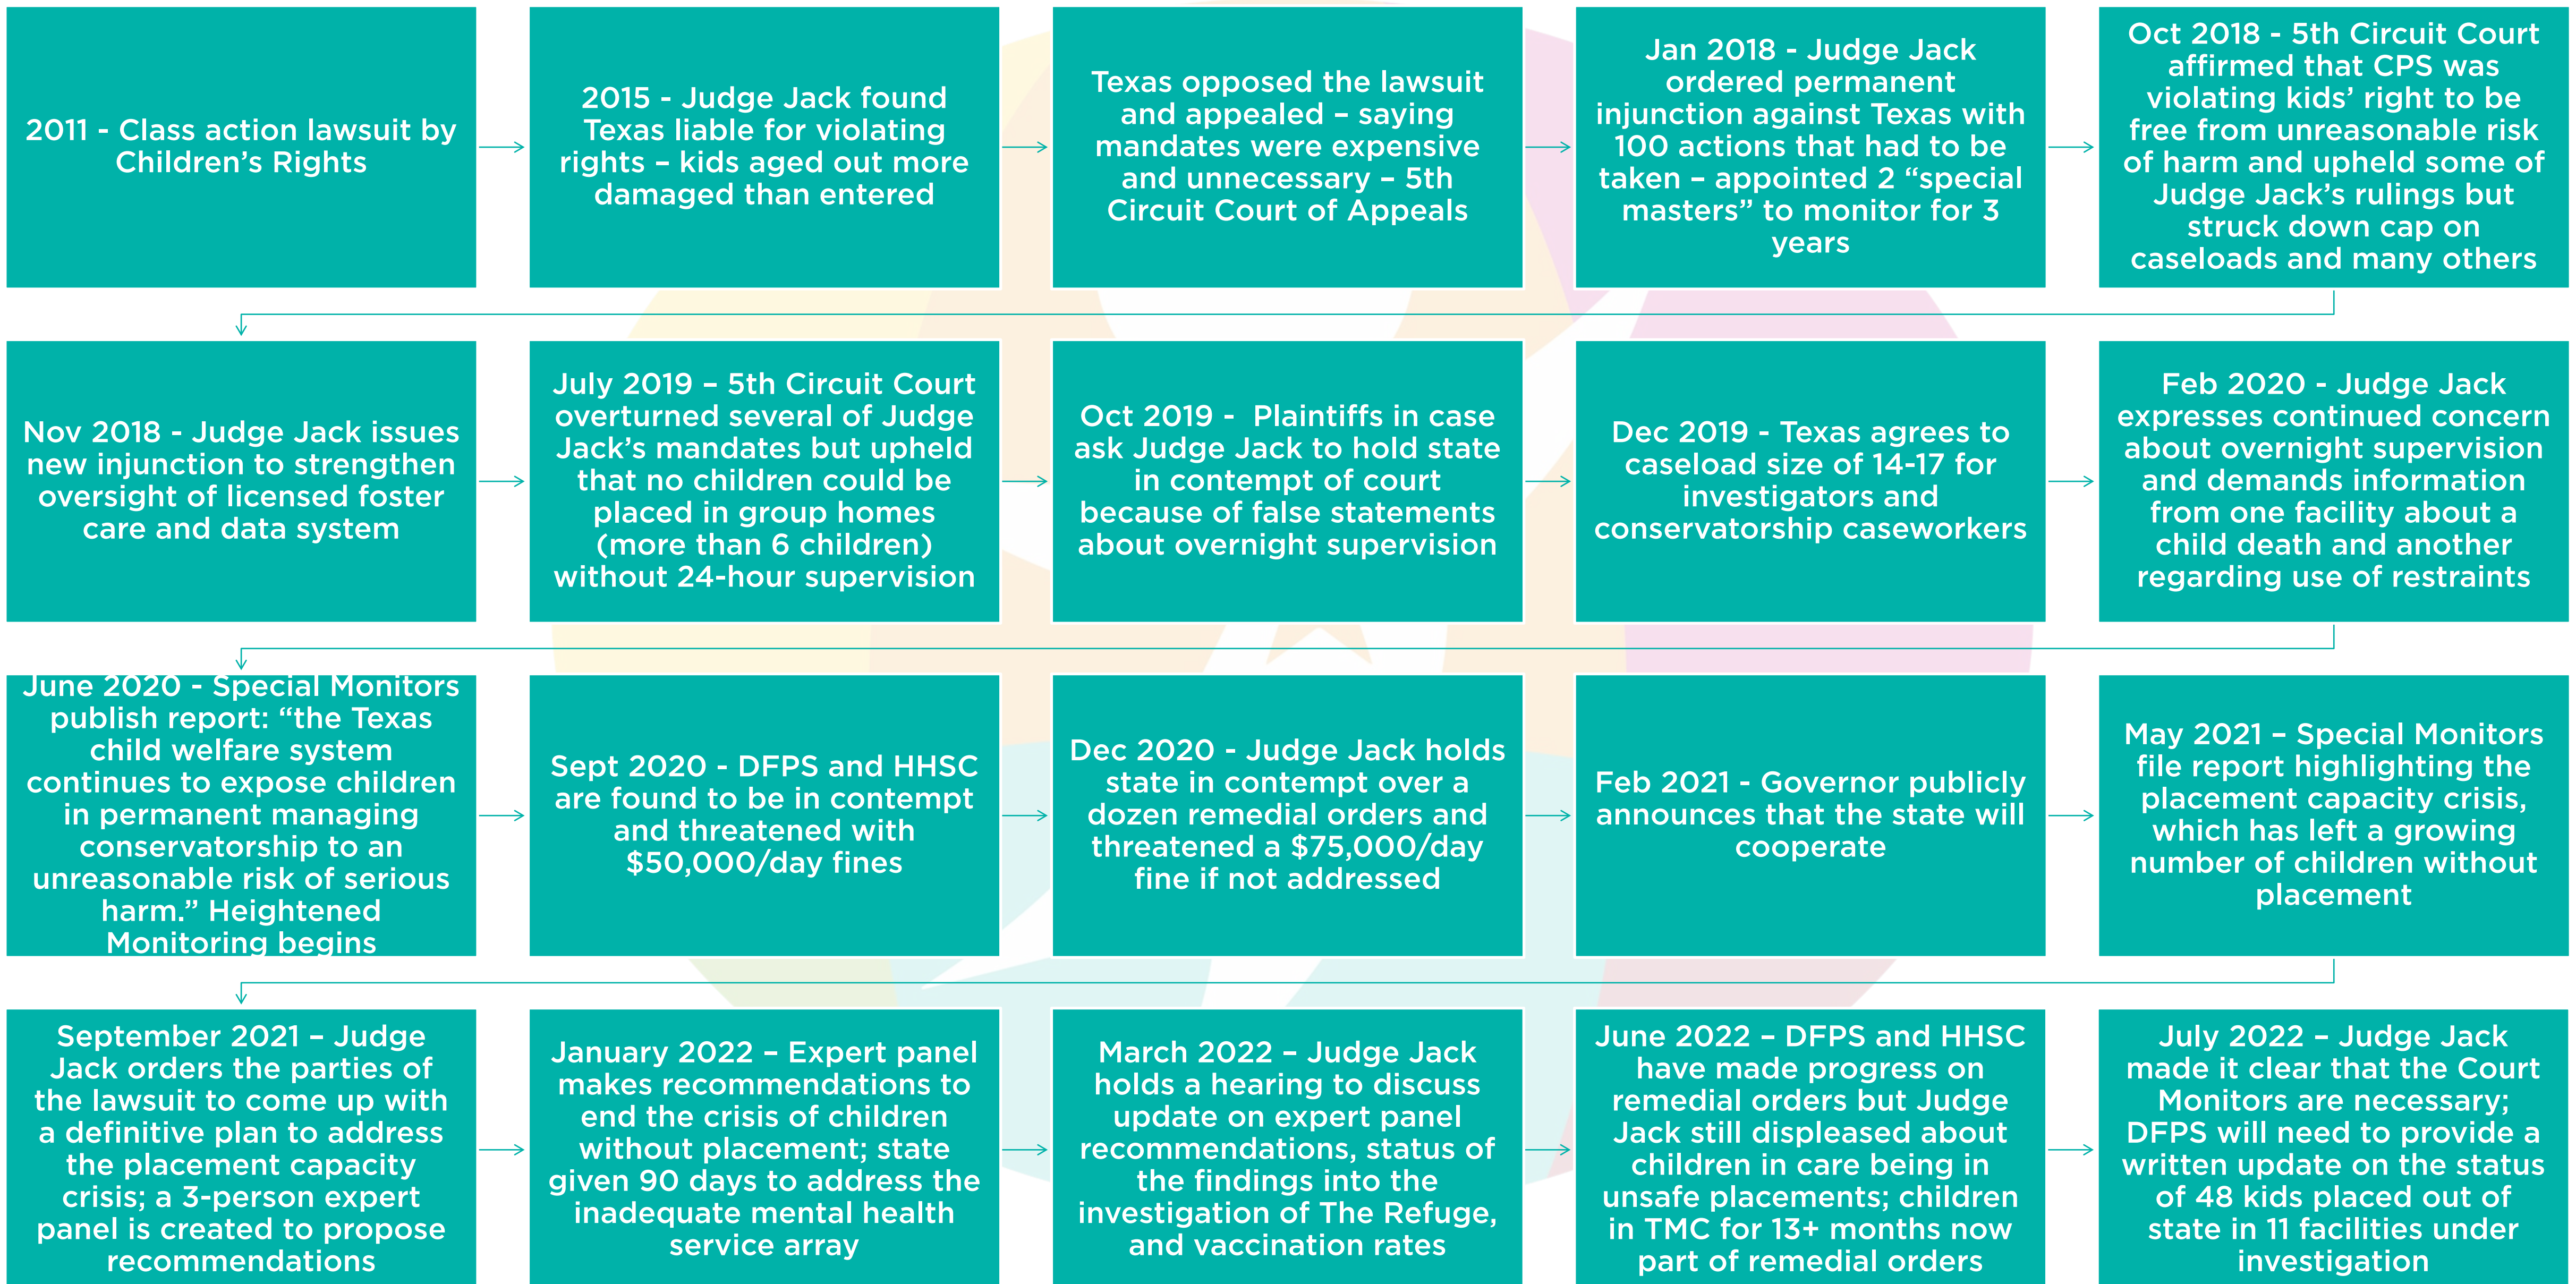 2011 - Class action lawsuit by
Children’s Rights
2015 - Judge Jack found
Texas liable for violating
rights – kids aged out more
damaged than entered
Texas opposed the lawsuit
and appealed – saying
mandates were expensive
and unnecessary – 5th
Circuit Court of Appeals
Jan 2018 - Judge Jack
ordered permanent
injunction against Texas with
100 actions that had to be
taken – appointed 2 “special
masters” to monitor for 3
years
Oct 2018 - 5th Circuit Court
affirmed that CPS was
violating kids’ right to be
free from unreasonable risk
of harm and upheld some of
Judge Jack’s rulings but
struck down cap on
caseloads and many others
Nov 2018 - Judge Jack issues
new injunction to strengthen
oversight of licensed foster
care and data system
July 2019 – 5th Circuit Court
overturned several of Judge
Jack’s mandates but upheld
that no children could be
placed in group homes
(more than 6 children)
without 24-hour supervision
Oct 2019 - Plaintiffs in case
ask Judge Jack to hold state
in contempt of court
because of false statements
about overnight supervision
Dec 2019 - Texas agrees to
caseload size of 14-17 for
investigators and
conservatorship caseworkers
Feb 2020 - Judge Jack
expresses continued concern
about overnight supervision
and demands information
from one facility about a
child death and another
regarding use of restraints
June 2020 - Special Monitors
publish report: “the Texas
child welfare system
continues to expose children
in permanent managing
conservatorship to an
unreasonable risk of serious
harm.” Heightened
Monitoring begins
Sept 2020 - DFPS and HHSC
are found to be in contempt
and threatened with
$50,000/day fines
Dec 2020 - Judge Jack holds
state in contempt over a
dozen remedial orders and
threatened a $75,000/day
fine if not addressed
Feb 2021 - Governor publicly
announces that the state will
cooperate
May 2021 – Special Monitors
file report highlighting the
placement capacity crisis,
which has left a growing
number of children without
placement
September 2021 – Judge
Jack orders the parties of
the lawsuit to come up with
a definitive plan to address
the placement capacity
crisis; a 3-person expert
panel is created to propose
recommendations
January 2022 – Expert panel
makes recommendations to
end the crisis of children
without placement; state
given 90 days to address the
inadequate mental health
service array
March 2022 – Judge Jack
holds a hearing to discuss
update on expert panel
recommendations, status of
the findings into the
investigation of The Refuge,
and vaccination rates
June 2022 – DFPS and HHSC
have made progress on
remedial orders but Judge
Jack still displeased about
children in care being in
unsafe placements; children
in TMC for 13+ months now
part of remedial orders
July 2022 – Judge Jack
made it clear that the Court
Monitors are necessary;
DFPS will need to provide a
written update on the status
of 48 kids placed out of
state in 11 facilities under
investigation